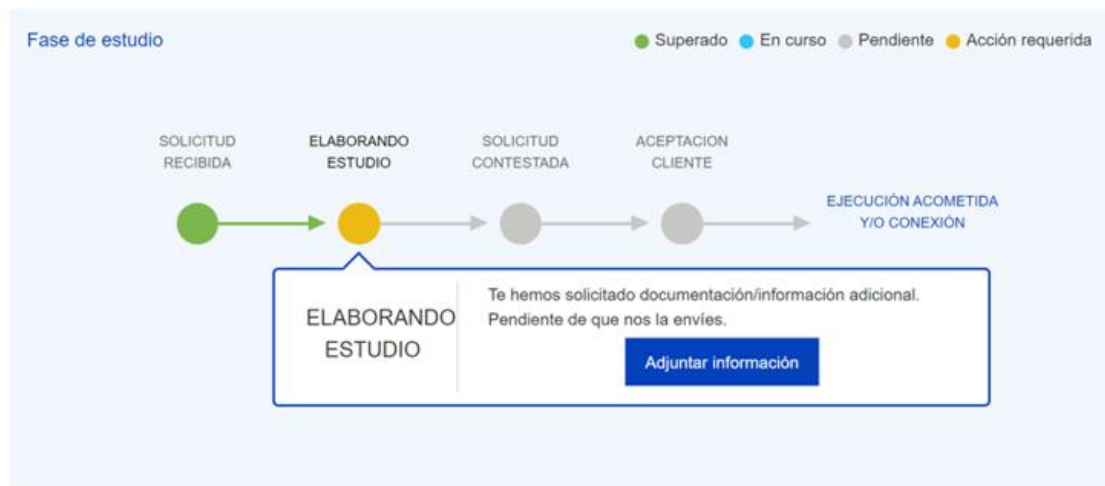 Fase de estudio
Superado En curso Pendiente Acción requerida
SOLICITUD
RECIBIDA
ELABORANDO
ESTUDIO
SOLICITUD
CONTESTADA
ACEPTACION
CLIENTE
EJECUCIÓN ACOMETIDA
Y/O CONEXIÓN
ELABORANDO
ESTUDIO
Te hemos solicitado documentación/información adicional.
Pendiente de que nos la envíes.
Adjuntar información